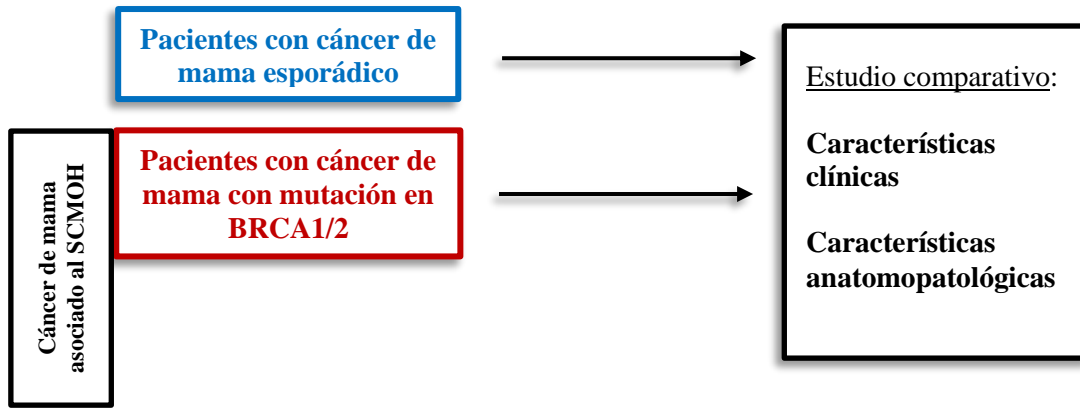 Pacientes con cáncer de
mama esporádico
Cáncer de mama
asociado al SCMOH
Pacientes con cáncer de
mama con mutación en
BRCA1/2
Estudio comparativo:
Características
clínicas
Características
anatomopatológicas